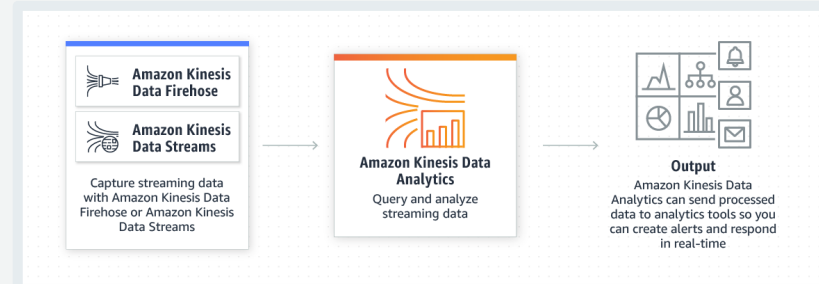 Amazon Kinesis
Data Firehose
Amazon Kinesis
Data Streams
Capture streaming data
with Amazon Kinesis Data
Firehose or Amazon Kinesis
Data Streams
Amazon Kinesis Data
Analytics
Query and analyze
streaming data
Output
Amazon Kinesis Data
Analytics can send processed
data to analytics tools so you
can create alerts and respond
in real-time